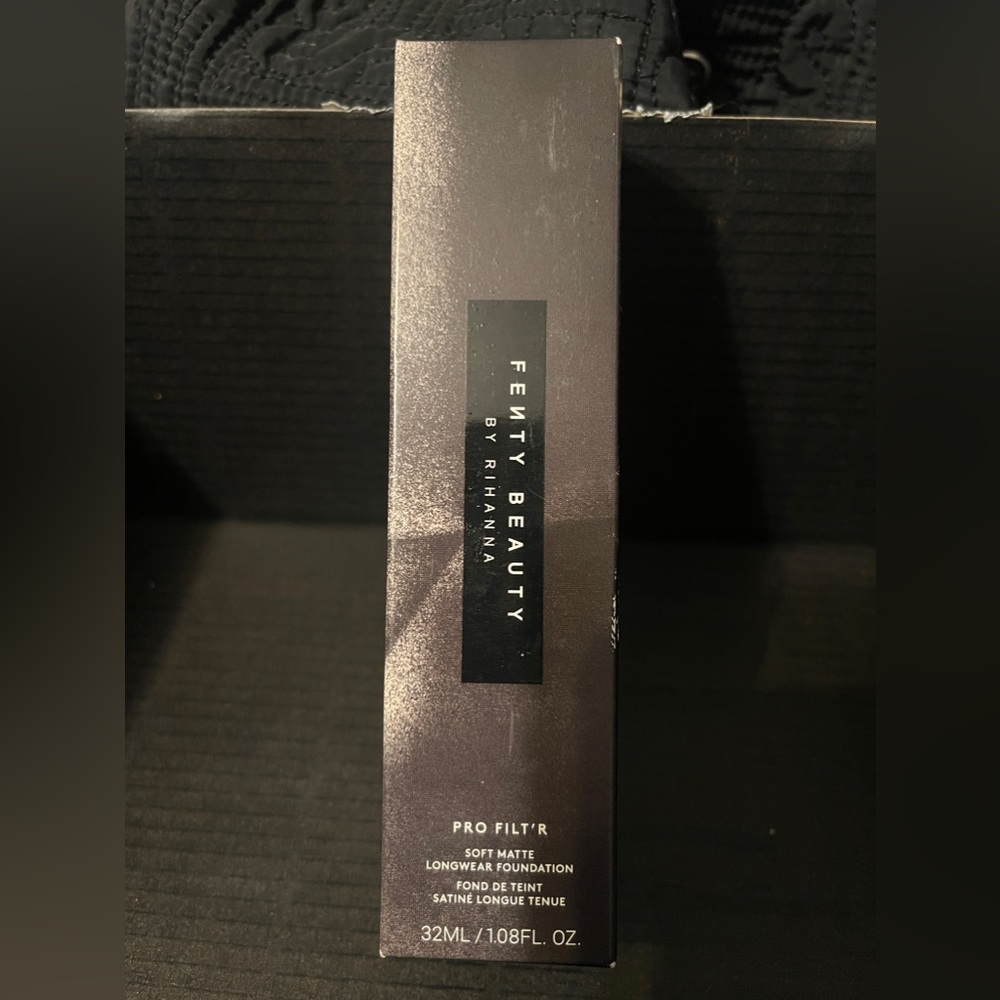 FENTY BEAUTY
BY RIHANNA
PRO FILT'R
SOFT MATTE
LONGWEAR FOUNDATION
FOND DE TEINT
SATINÉ LONGUE TENUE
32ML / 1.08FL. OZ.